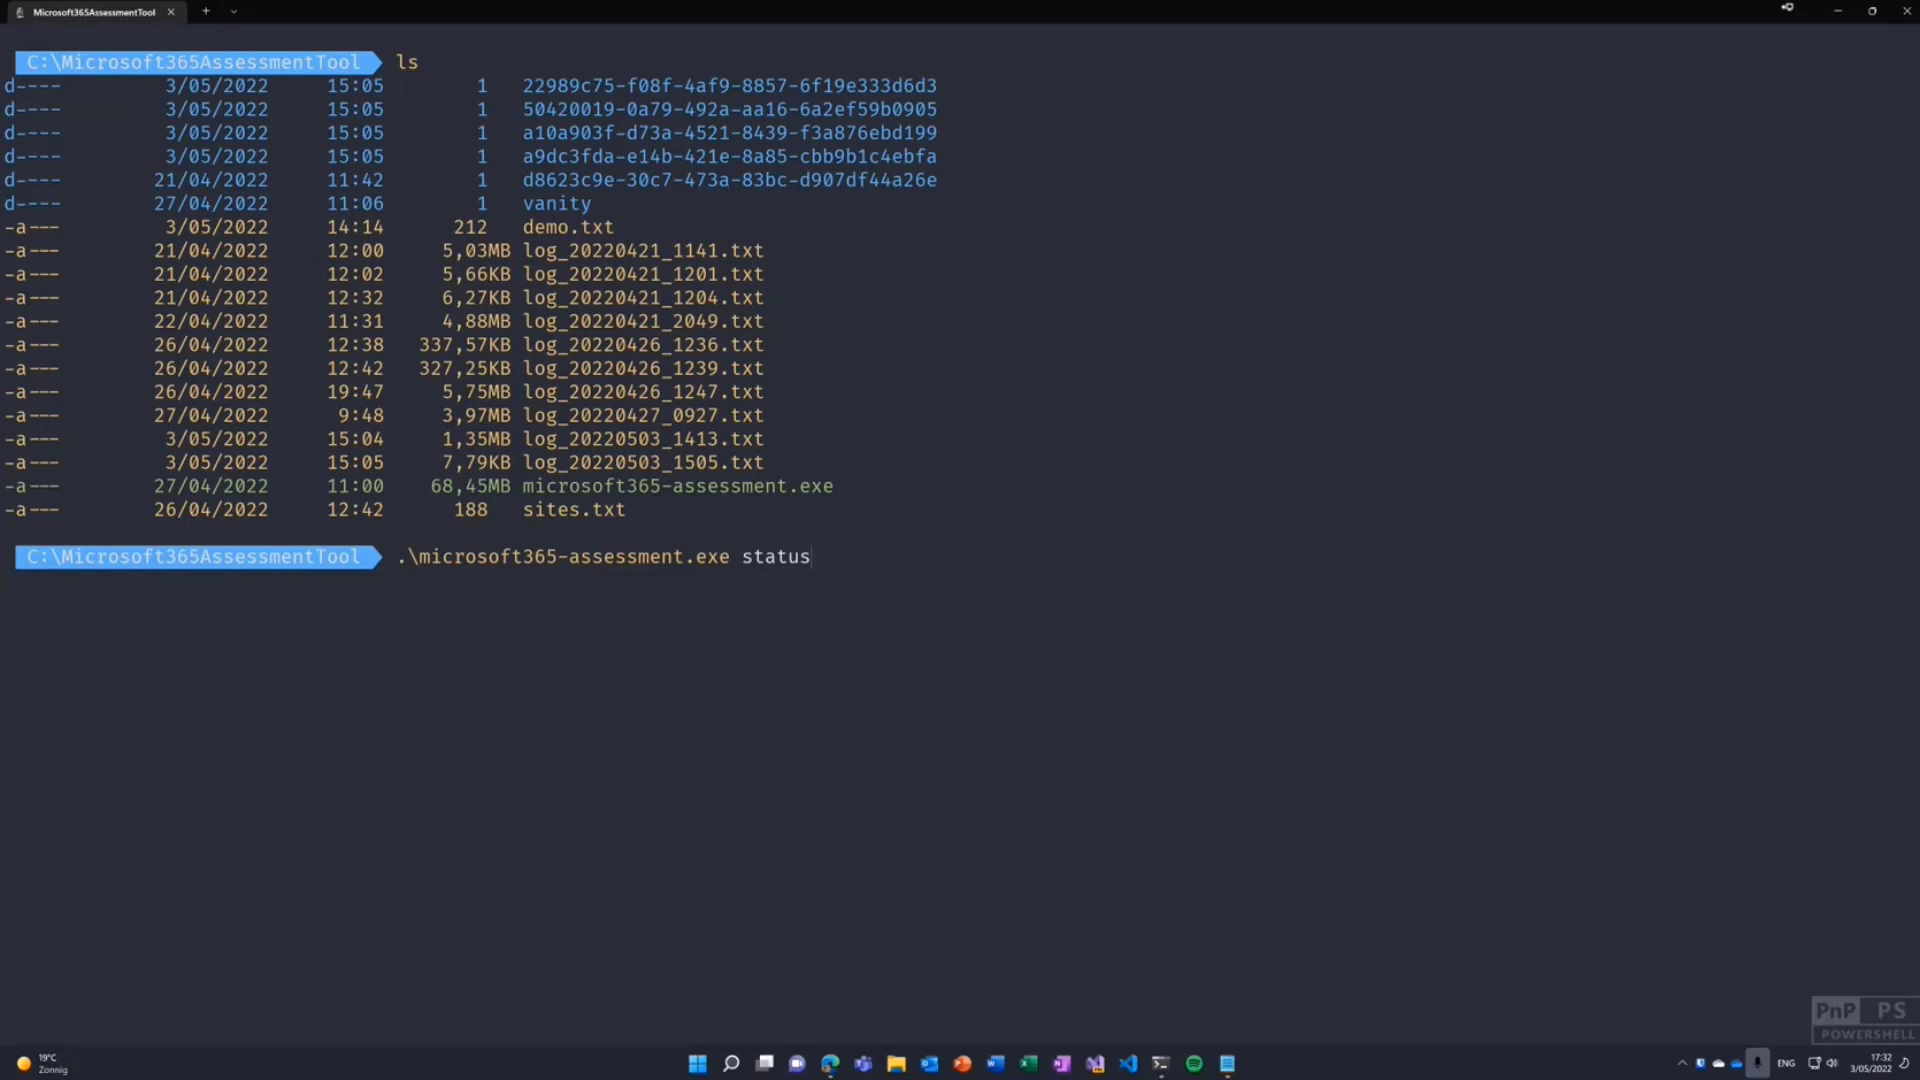 Microsoft365AssessmentTool
C:\Microsoft365AssessmentTool ls
d---- 3/05/2022 15:05 1 22989c75-f08f-4af9-8857-6f19e333d6d3
d---- 3/05/2022 15:05 1 50420019-0a79-492a-aa16-6a2ef59b0905
d---- 3/05/2022 15:05 1 a10a903f-d73a-4521-8439-f3a876ebd199
d---- 3/05/2022 15:05 1 a9dc3fda-e14b-421e-8a85-cbb9b1c4ebfa
d---- 21/04/2022 11:42 1 d8623c9e-30c7-473a-83bc-d907df44a26e
d---- 27/04/2022 11:06 1 vanity
-a--- 3/05/2022 14:14 212 demo.txt
-a--- 21/04/2022 12:00 5,03MB log_20220421_1141.txt
-a--- 21/04/2022 12:02 5,66KB log_20220421_1201.txt
-a--- 21/04/2022 12:32 6,27KB log_20220421_1204.txt
-a--- 22/04/2022 11:31 4,88MB log_20220421_2049.txt
-a--- 26/04/2022 12:38 337,57KB log_20220426_1236.txt
-a--- 26/04/2022 12:42 327,25KB log_20220426_1239.txt
-a--- 26/04/2022 19:47 5,75MB log_20220426_1247.txt
-a--- 27/04/2022 9:48 3,97MB log_20220427_0927.txt
-a--- 3/05/2022 15:04 1,35MB log_20220503_1413.txt
-a--- 3/05/2022 15:05 7,79KB log_20220503_1505.txt
-a--- 27/04/2022 11:00 68,45MB microsoft365-assessment.exe
-a--- 26/04/2022 12:42 188 sites.txt
C:\Microsoft365AssessmentTool .\microsoft365-assessment.exe status
PnP PS
POWERSHELL
19°C
Zonnig
ENG
17:32
3/05/2022